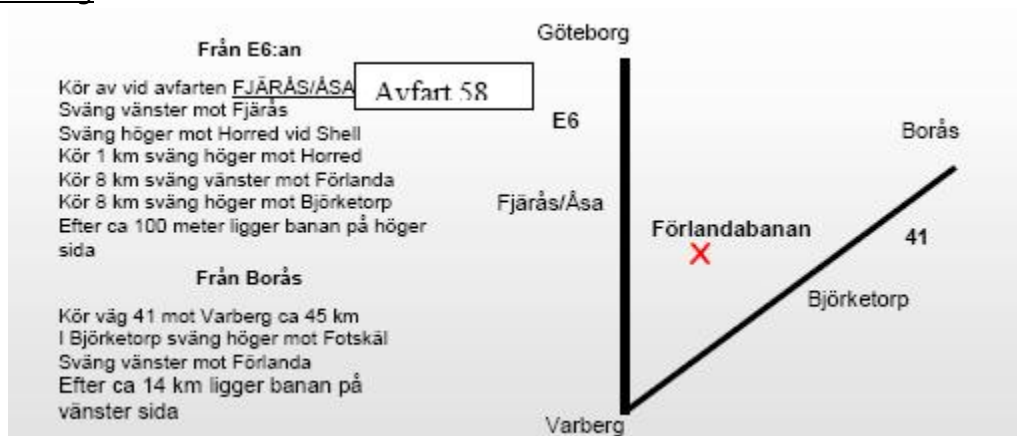 Från E6:an
Kör av vid avfarten FJÄRÅS/ÅSA
Avfart 58
Sväng vänster mot Fjärås
Sväng höger mot Horred vid Shell
Kör 1 km sväng höger mot Horred
Kör 8 km sväng vänster mot Förlanda
Kör 8 km sväng höger mot Björketorp
Efter ca 100 meter ligger banan på höger
sida
Från Borås
Kör väg 41 mot Varberg ca 45 km
I Björketorp sväng höger mot Fotskäl
Sväng vänster mot Förlanda
Efter ca 14 km ligger banan på
vänster sida
Göteborg
E6
Borås
Fjärås/Åsa
Förlandabanan
41
Björketorp
Varberg